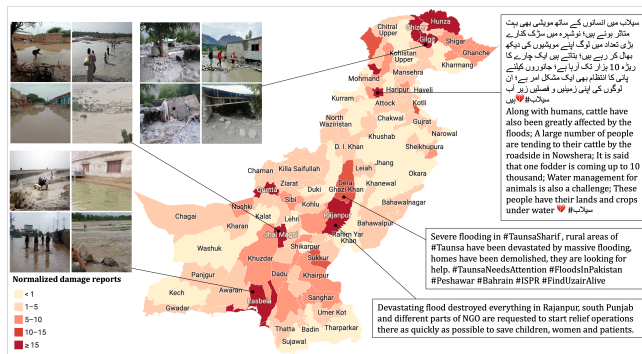 سیلاب میں انسانوں کے ساتھ مویشی بھی بہت
متاثر ہوئے ہیں؛ نوشہرہ میں سڑک کنارے
بڑی تعداد میں لوگ اپنے مویشیوں کی دیکھ
بھال کر رہے ہیں؛ بتاتے ہیں ایک چارے کا
ریڑہ 10 ہزار تک آرہا ہے؛ جانوروں کیلئے
پانی کا انتظام بھی ایک مشکل امر ہے؛ ان
لوگوں کی اپنی زمینیں و فصلیں زیر آب
ہیں💔#سیلاب
Along with humans, cattle have
also been greatly affected by the
floods; A large number of people
are tending to their cattle by the
roadside in Nowshera; It is said
that one fodder is coming up to 10
thousand; Water management for
animals is also a challenge; These
people have their lands and crops
under water 💔 #سیلاب
Hunza
Ghizer
Chitral
Upper
Gilgit
Shigar
Ghanche
Kohistan
Upper
Kharmang
Mansehra
Mohmand
Haripur
Haveli
Kurram
Attock
Kotli
Chakwal
Gujrat
North
Waziristan
Khushab
Narowal
Sheikhupura
D. I. Khan
Jhang
Okara
Leiah
Khanewal
Chaman
Killa Saifullah
Ziarat
Dera
Ghazi Khan
Quetta
Duki
Sibi
Kohlu
Bahawalnagar
Nushki
Rajanpur
Chagai
Kalat
Lehri
Bahawalpur
Kharan
Jhal Magsi
Rahim Yar
Khan
Washuk
Shikarpur
Khuzdar
Sukkur
Dadu
Khairpur
Panjgur
Awaran
Kech
Lasbela
Sanghar
Gwadar
Umer Kot
Thatta
Badin
Tharparkar
Sujawal
Severe flooding in #TaunsaSharif , rural areas of
#Taunsa have been devastated by massive flooding,
homes have been demolished, they are looking for
help. #TaunsaNeedsAttention #FloodsInPakistan
#Peshawar #Bahrain #ISPR #FindUzairAlive
Devastating flood destroyed everything in Rajanpur, south Punjab
and different parts of NGO are requested to start relief operations
there as quickly as possible to save children, women and patients.
Normalized damage reports
< 1
1–5
5–10
10–15
≥ 15